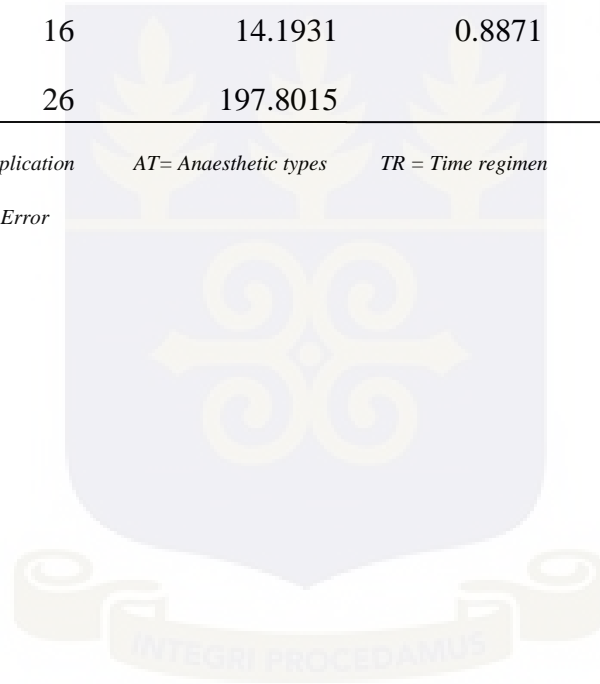 16 14.1931 0.8871
26 197.8015
plication AT= Anaesthetic types TR = Time regimen
Error
INTEGRI PROCEDAMUS